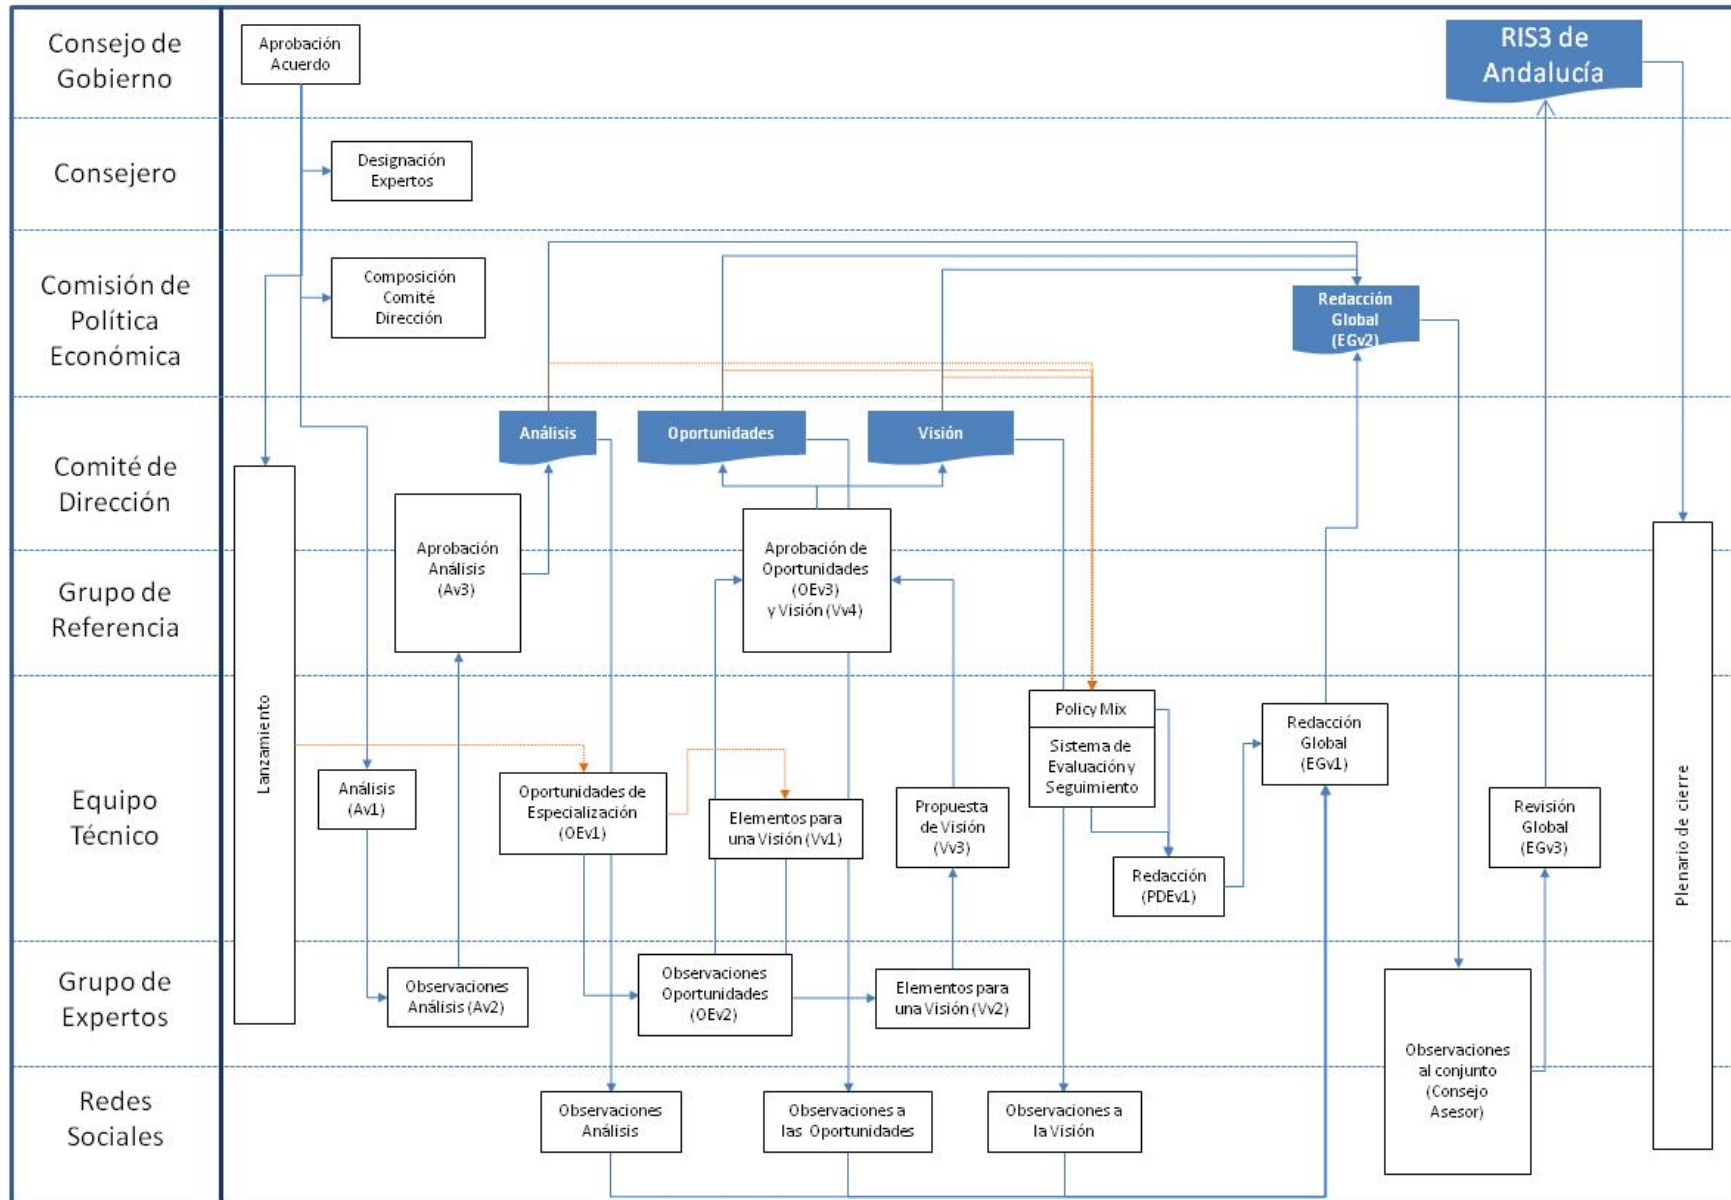 Consejo de
Gobierno
Aprobación
Acuerdo
RIS3 de
Andalucía
Consejero
Designación
Expertos
Comisión de
Política
Económica
Composición
Comité
Dirección
Redacción
Global
(EGv2)
Comité de
Dirección
Análisis
Oportunidades
Visión
Grupo de
Referencia
Aprobación
Análisis
(Av3)
Aprobación de
Oportunidades
(OEv3)
y Visión (Vv4)
Equipo
Técnico
Lanzamiento
Análisis
(Av1)
Oportunidades de
Especialización
(OEv1)
Elementos para
una Visión (Vv1)
Propuesta
de Visión
(Vv3)
Policy Mix
Sistema de
Evaluación y
Seguimiento
Redacción
(PDEv1)
Redacción
Global
(EGv1)
Revisión
Global
(EGv3)
Plenario de cierre
Grupo de
Expertos
Observaciones
Análisis (Av2)
Observaciones
Oportunidades
(OEv2)
Elementos para
una Visión (Vv2)
Observaciones
al conjunto
(Consejo
Asesor)
Redes
Sociales
Observaciones
Análisis
Observaciones a
las Oportunidades
Observaciones a
la Visión